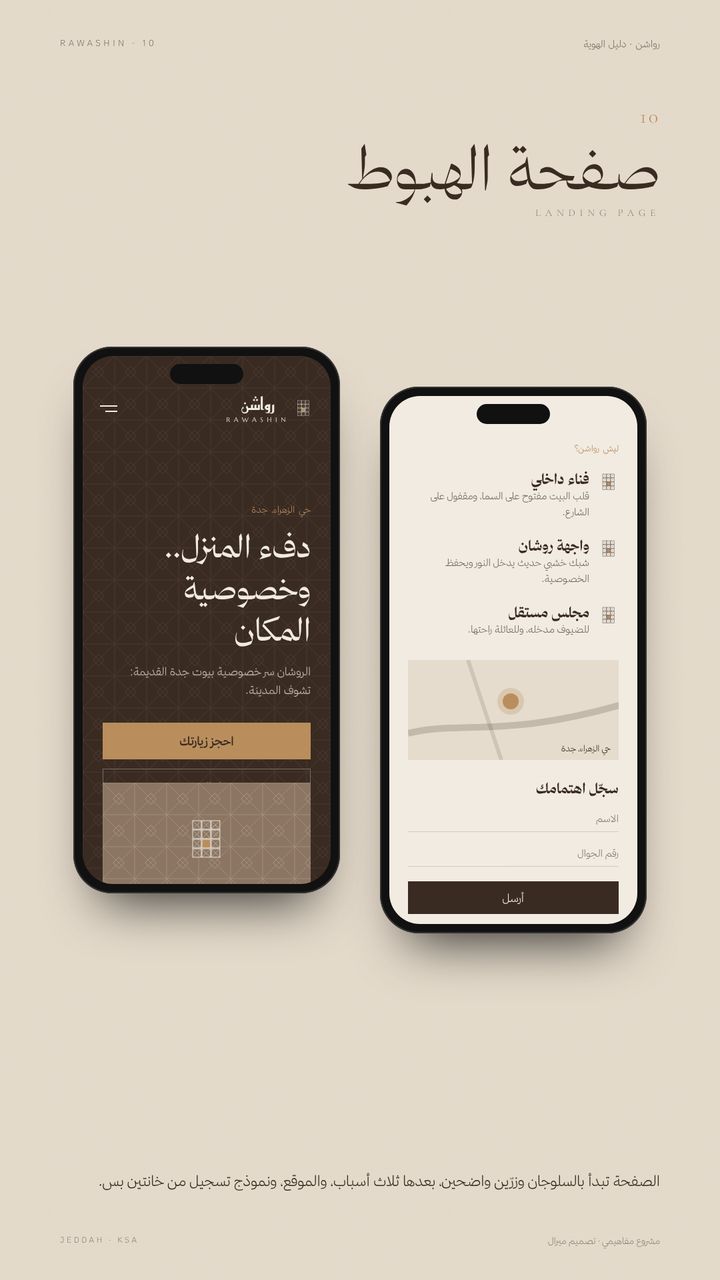 RAWASHIN · 10
رواشن · دليل الهوية
10
صفحة الهبوط
LANDING PAGE
رواشن
RAWASHIN
حي الزهراء، جدة
دفء المنزل..
وخصوصية
المكان
الروشان سر خصوصية بيوت جدة القديمة:
تشوف المدينة.
احجز زيارتك
ليش رواشن؟
فناء داخلي
قلب البيت مفتوح على السما، ومقفول على
الشارع.
واجهة روشان
شبك خشبي حديث يدخل النور ويحفظ
الخصوصية.
مجلس مستقل
للضيوف مدخله، وللعائلة راحتها.
حي الزهراء، جدة
سجّل اهتمامك
الاسم
رقم الجوال
أرسل
الصفحة تبدأ بالسلوجان وزرّين واضحين، بعدها ثلاث أسباب، والموقع، ونموذج تسجيل من خانتين بس.
JEDDAH · KSA
مشروع مفاهيمي · تصميم ميرال